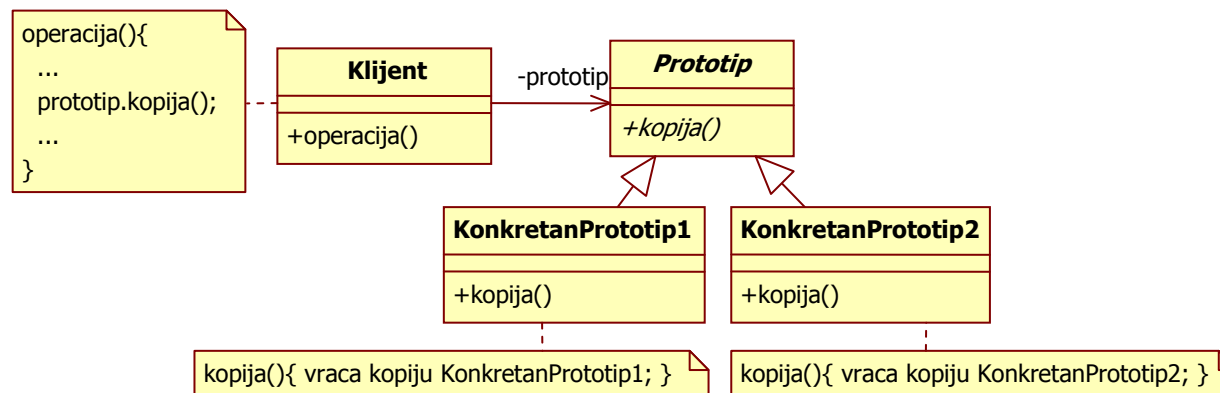 operacija(){
...
prototip.kopija();
...
}
Klijent
+operacija()
-prototip
Prototip
+kopija()
KonkretanPrototip1
+kopija()
KonkretanPrototip2
+kopija()
kopija(){ vraca kopiju KonkretanPrototip1; }
kopija(){ vraca kopiju KonkretanPrototip2; }